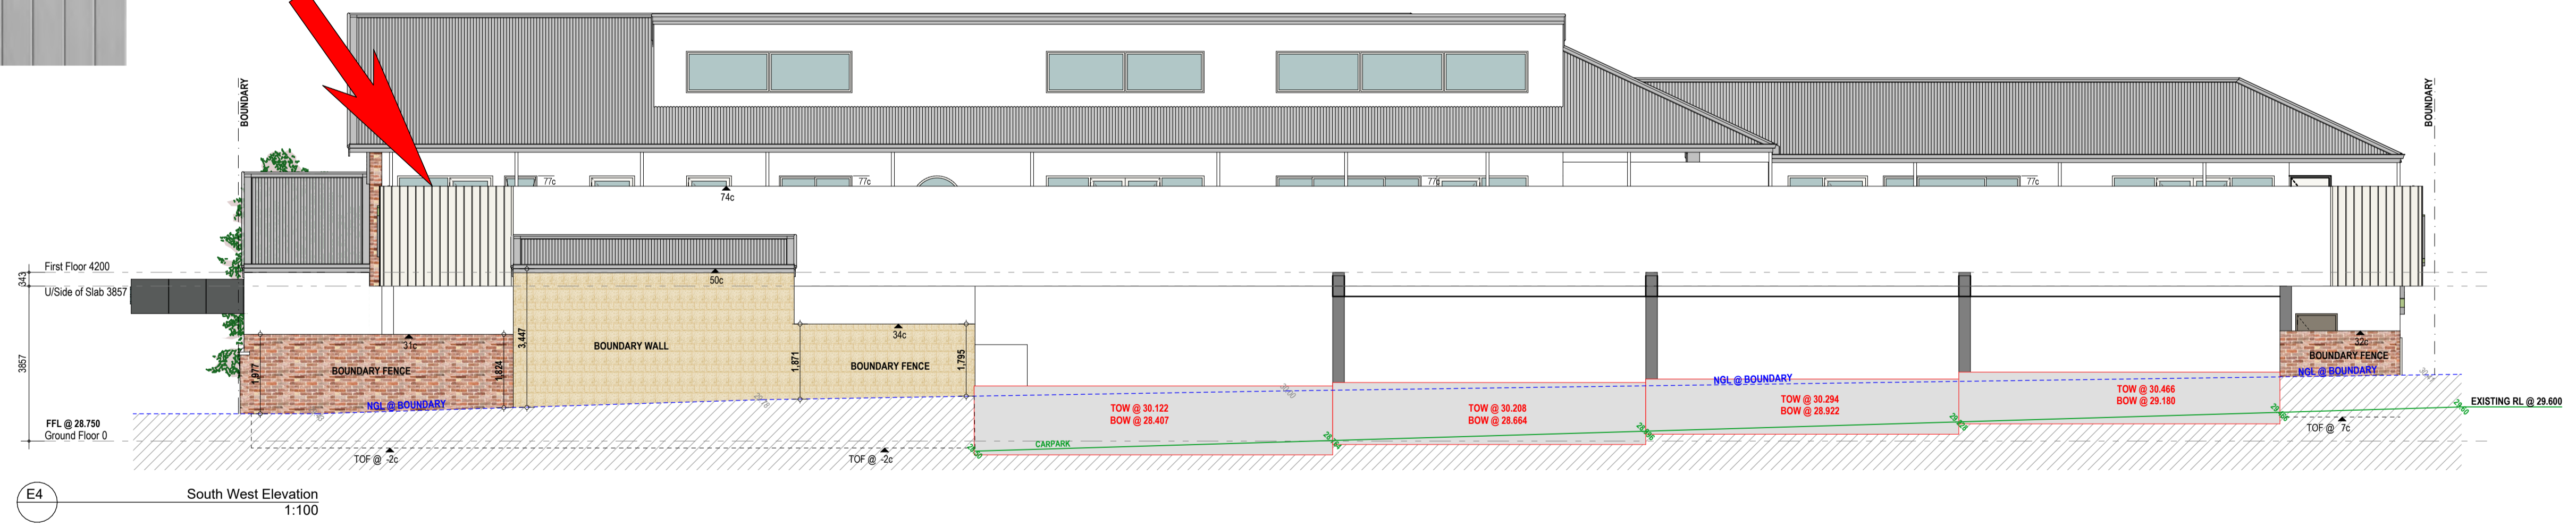 BOUNDARY
BOUNDARY
77c
77c
77c
77c
74c
First Floor 4200
343
U/Side of Slab 3857
50c
3857
31c
1,977
BOUNDARY FENCE
1,824
3,447
BOUNDARY WALL
1,871
34c
BOUNDARY FENCE
1,795
32c
BOUNDARY FENCE
NGL @ BOUNDARY
NGL @ BOUNDARY
NGL @ BOUNDARY
2978
3000
TOW @ 30.122
BOW @ 28.407
TOW @ 30.208
BOW @ 28.664
TOW @ 30.294
BOW @ 28.922
TOW @ 30.466
BOW @ 29.180
EXISTING RL @ 29.600
29.60
FFL @ 28.750
Ground Floor 0
CARPARK
TOF @ -2c
TOF @ -2c
TOF @ 7c
E4
South West Elevation
1:100